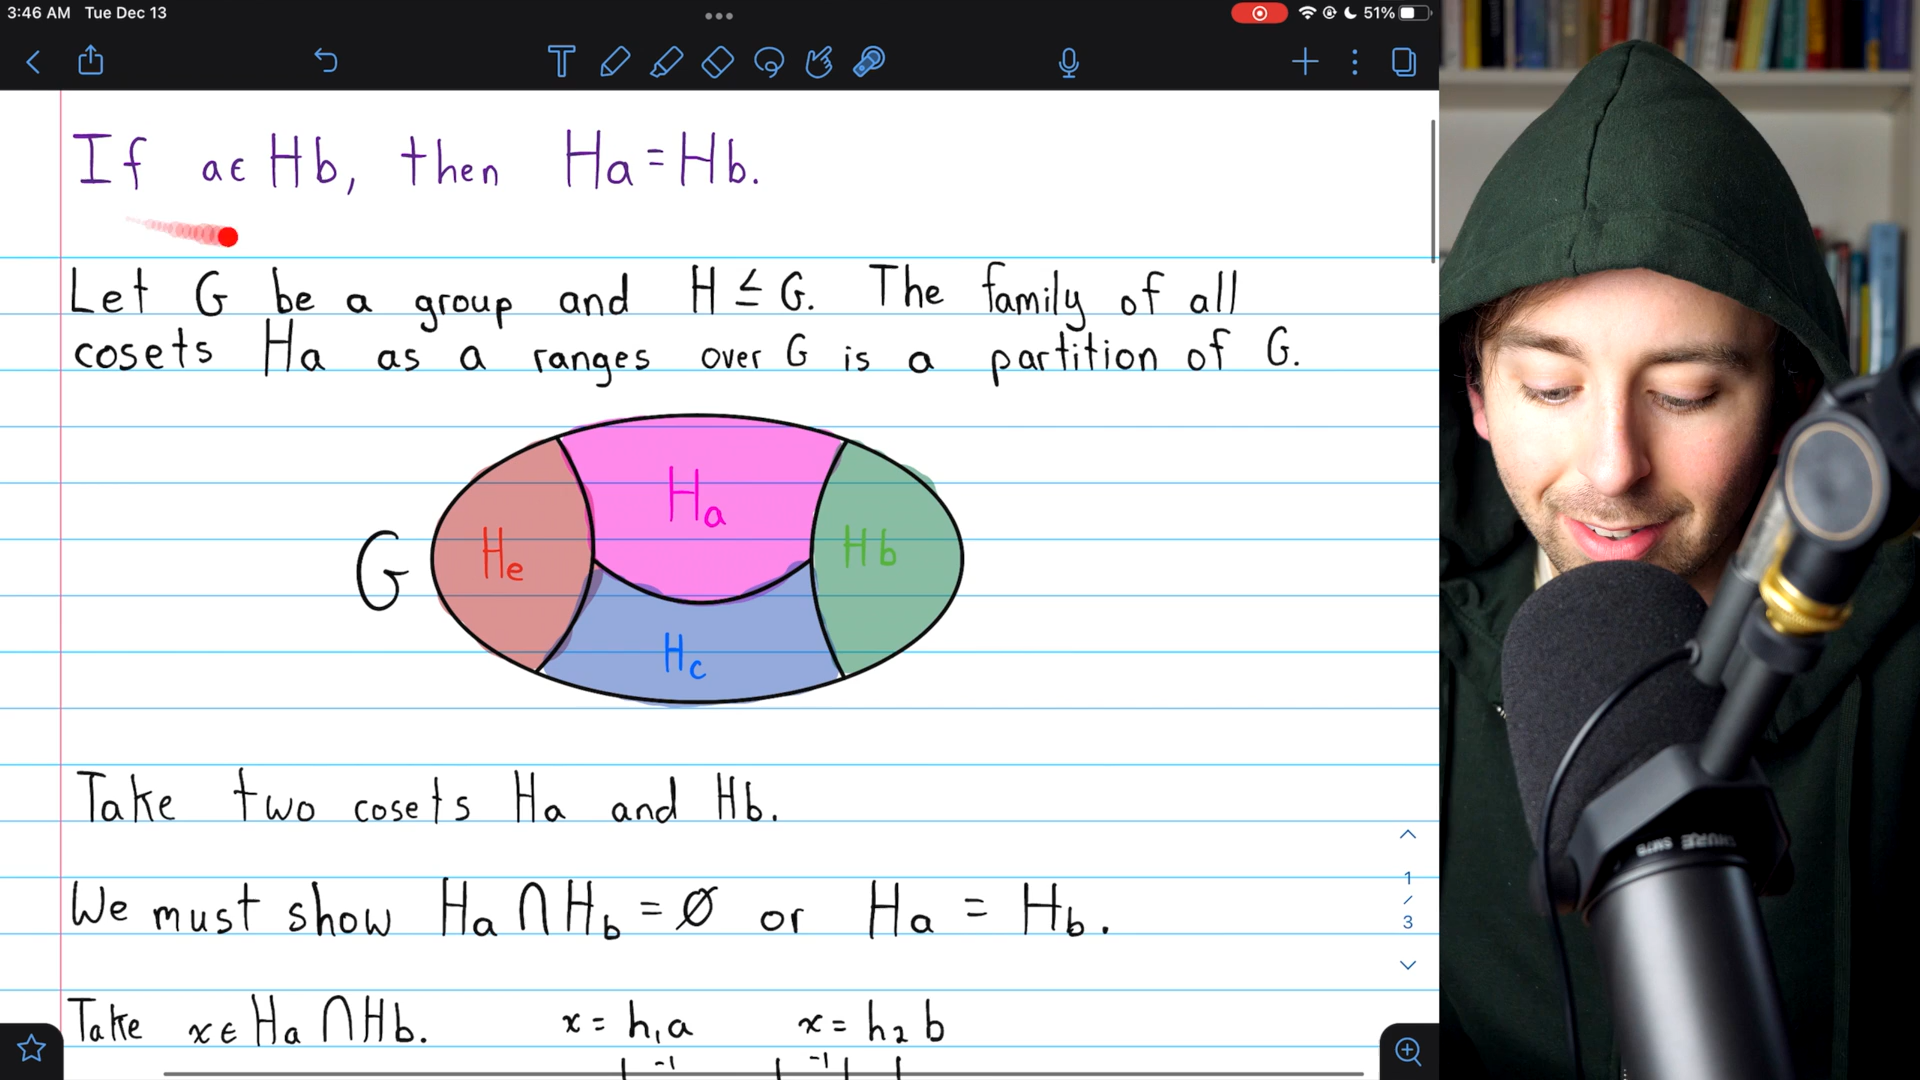 3:46 AM Tue Dec 13
51%
If a∈Hb, then Ha=Hb.
Let G be a group and H≤G. The family of all
cosets Ha as a ranges over G is a partition of G.
Ha
He
Hb
G
Hc
Take two cosets Ha and Hb.
We must show Ha∩Hb=∅ or Ha = Hb.
1
/
3
Take x∈Ha∩Hb. x=h₁a x=h₂b
SHURE SM7B